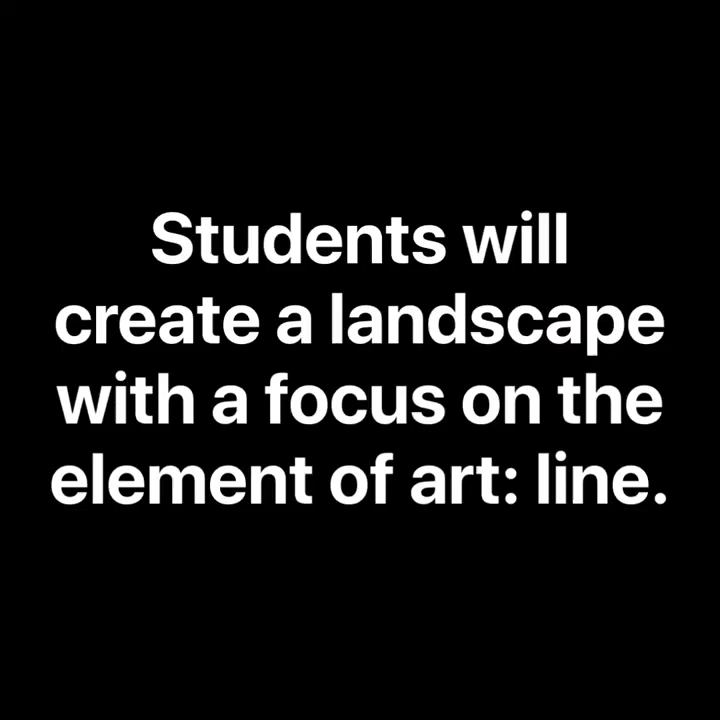 Students will
create a landscape
with a focus on the
element of art: line.